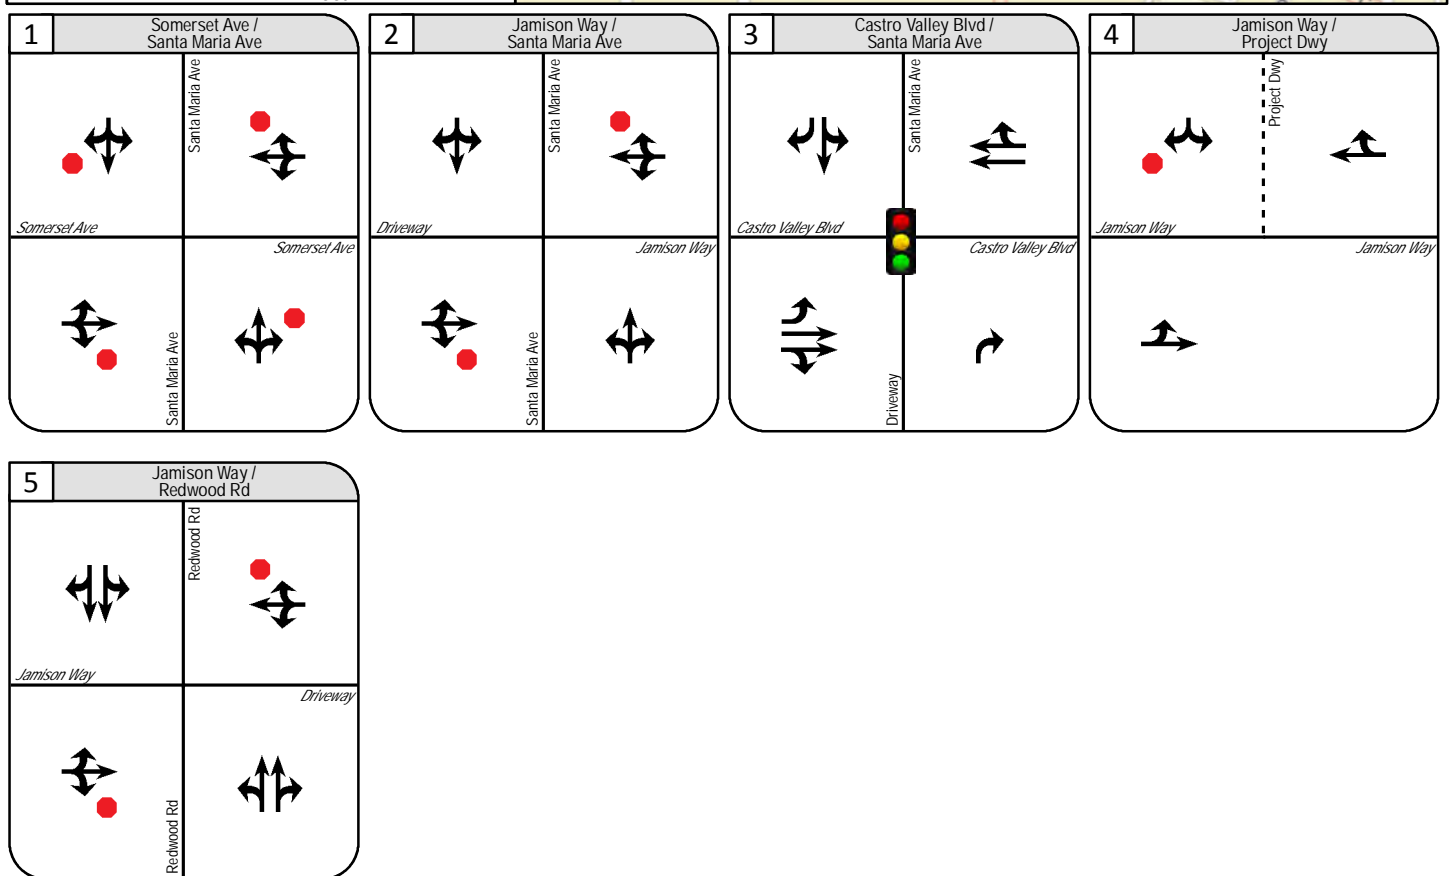 1
Somerset Ave /
Santa Maria Ave
Santa Maria Ave
Somerset Ave
Somerset Ave
Santa Maria Ave
2
Jamison Way /
Santa Maria Ave
Santa Maria Ave
Driveway
Jamison Way
Santa Maria Ave
3
Castro Valley Blvd /
Santa Maria Ave
Santa Maria Ave
Castro Valley Blvd
Castro Valley Blvd
Driveway
4
Jamison Way /
Project Dwy
Project Dwy
Jamison Way
Jamison Way
5
Jamison Way /
Redwood Rd
Redwood Rd
Jamison Way
Driveway
Redwood Rd